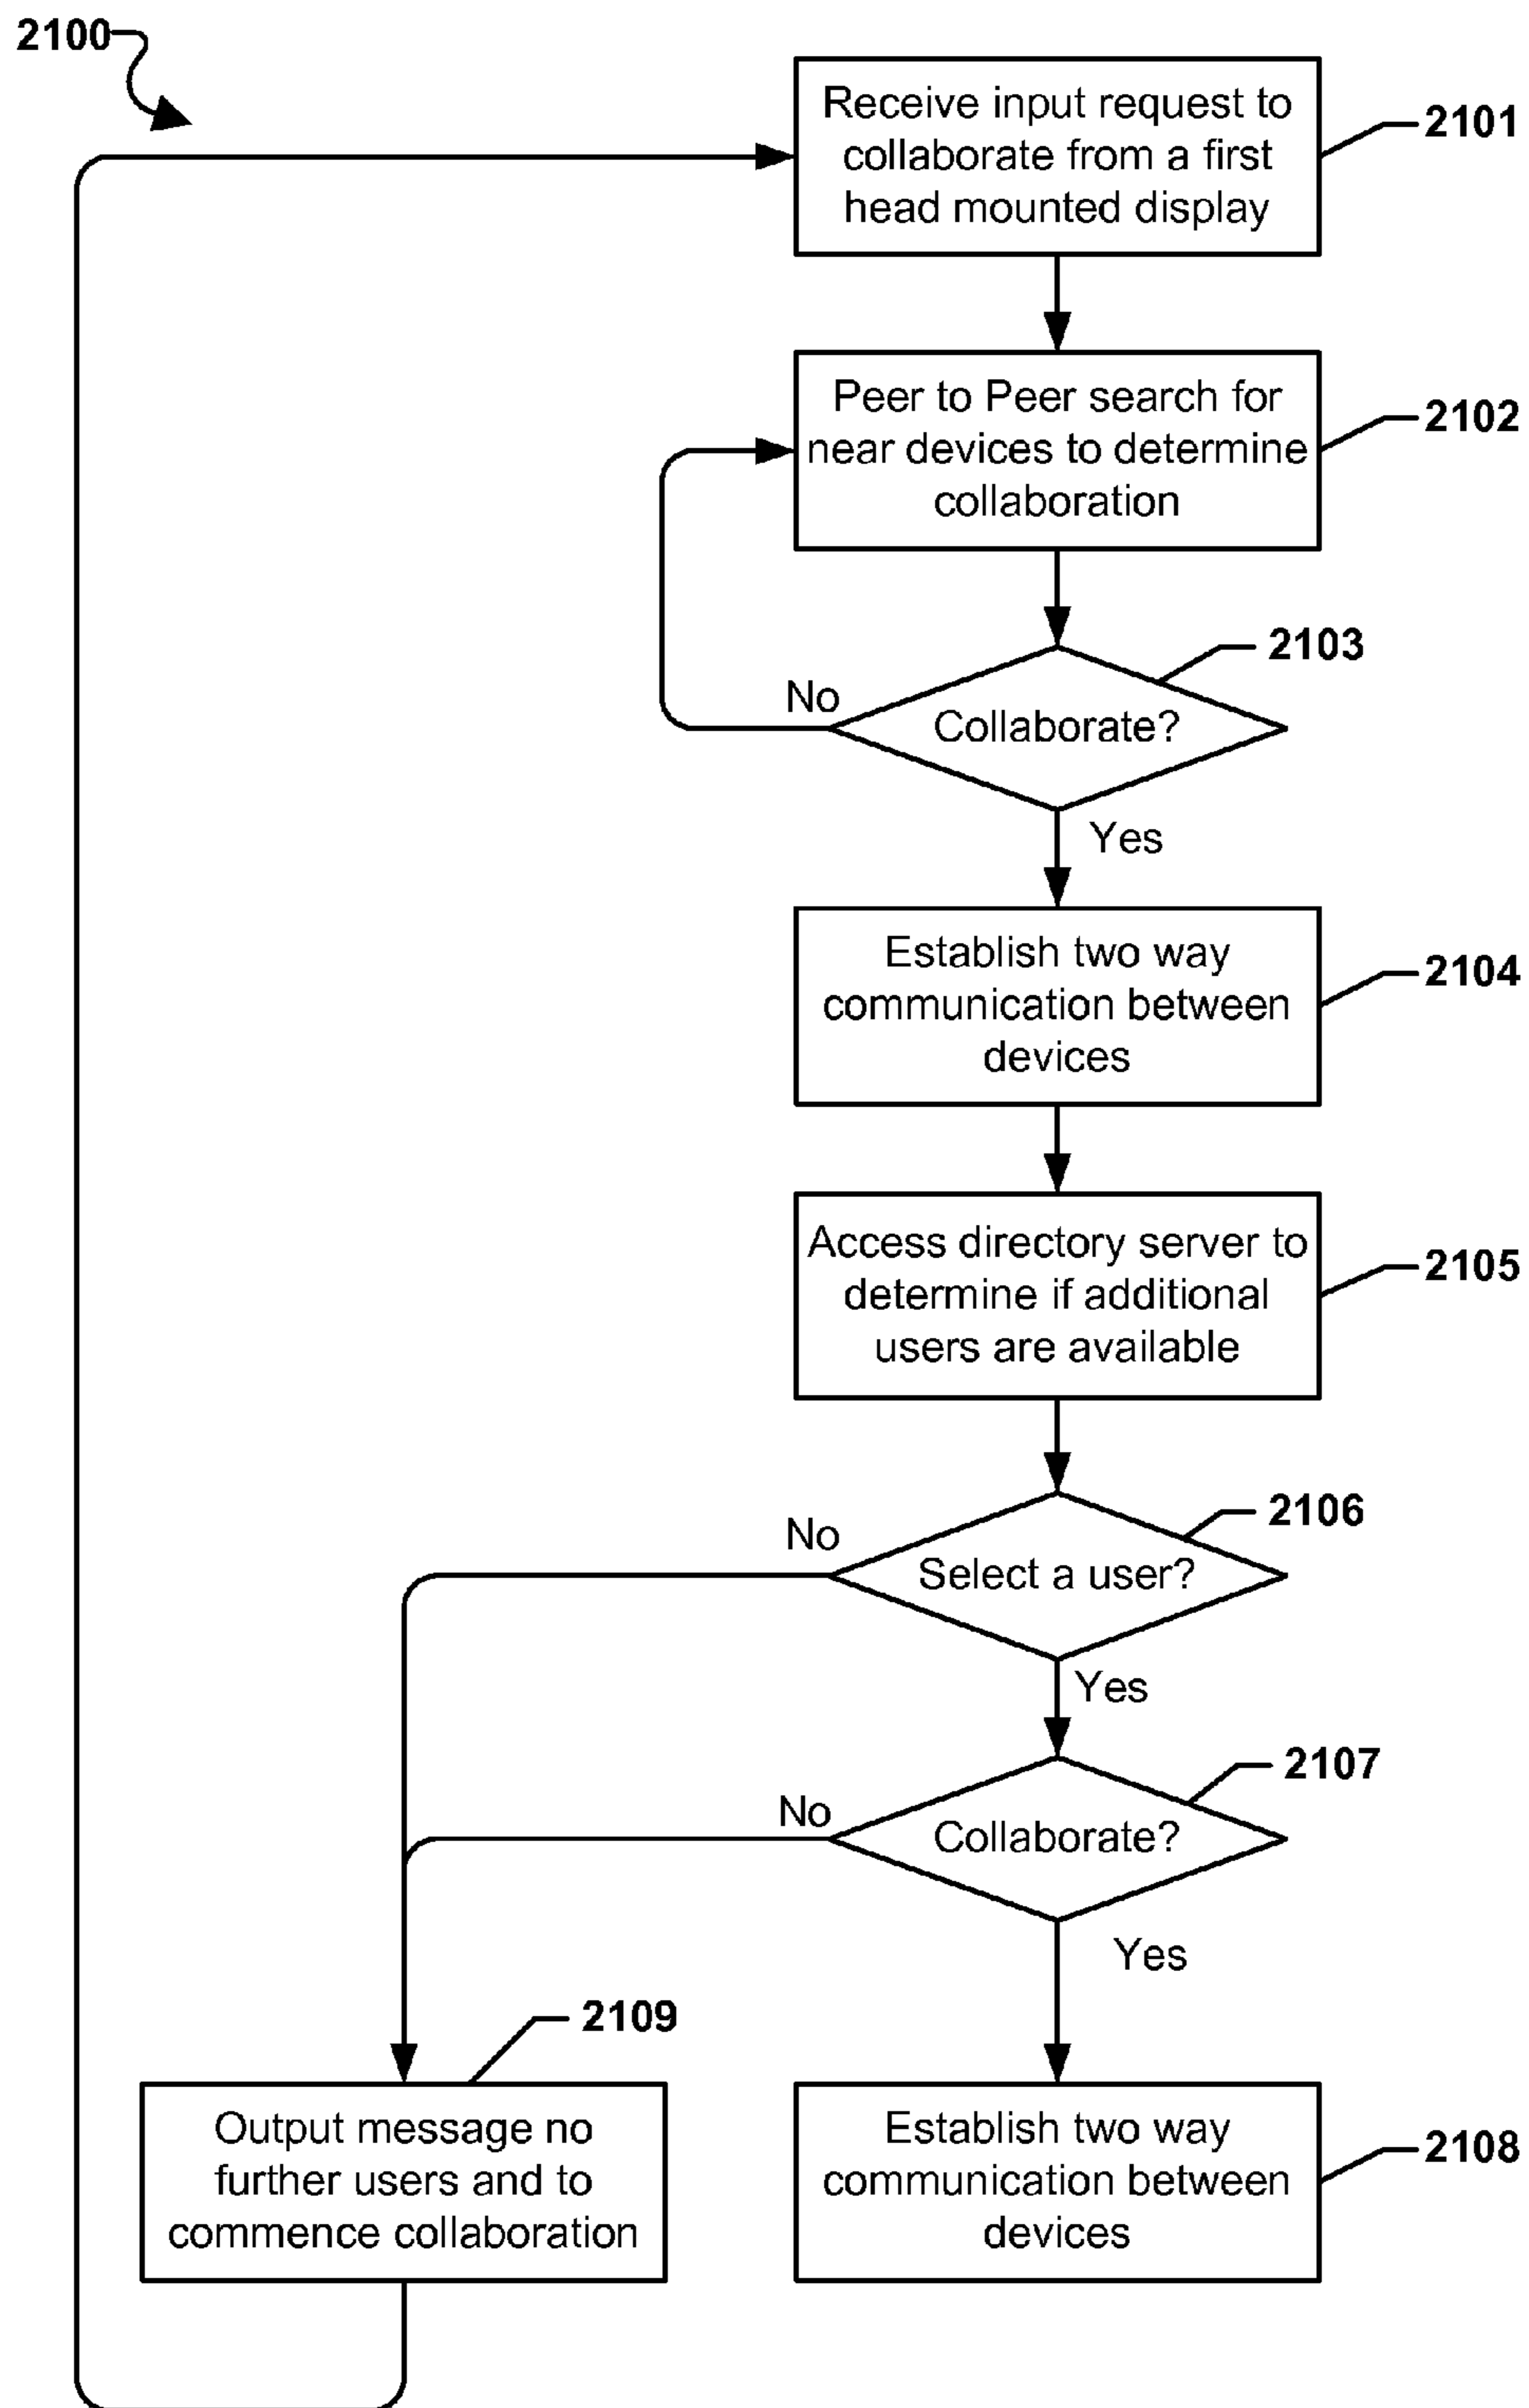 2100
Receive input request to
collaborate from a first
head mounted display
2101
Peer to Peer search for
near devices to determine
collaboration
2102
2103
No
Collaborate?
Yes
Establish two way
communication between
devices
2104
Access directory server to
determine if additional
users are available
2105
2106
No
Select a user?
Yes
2107
No
Collaborate?
Yes
2109
Output message no
further users and to
commence collaboration
Establish two way
communication between
devices
2108